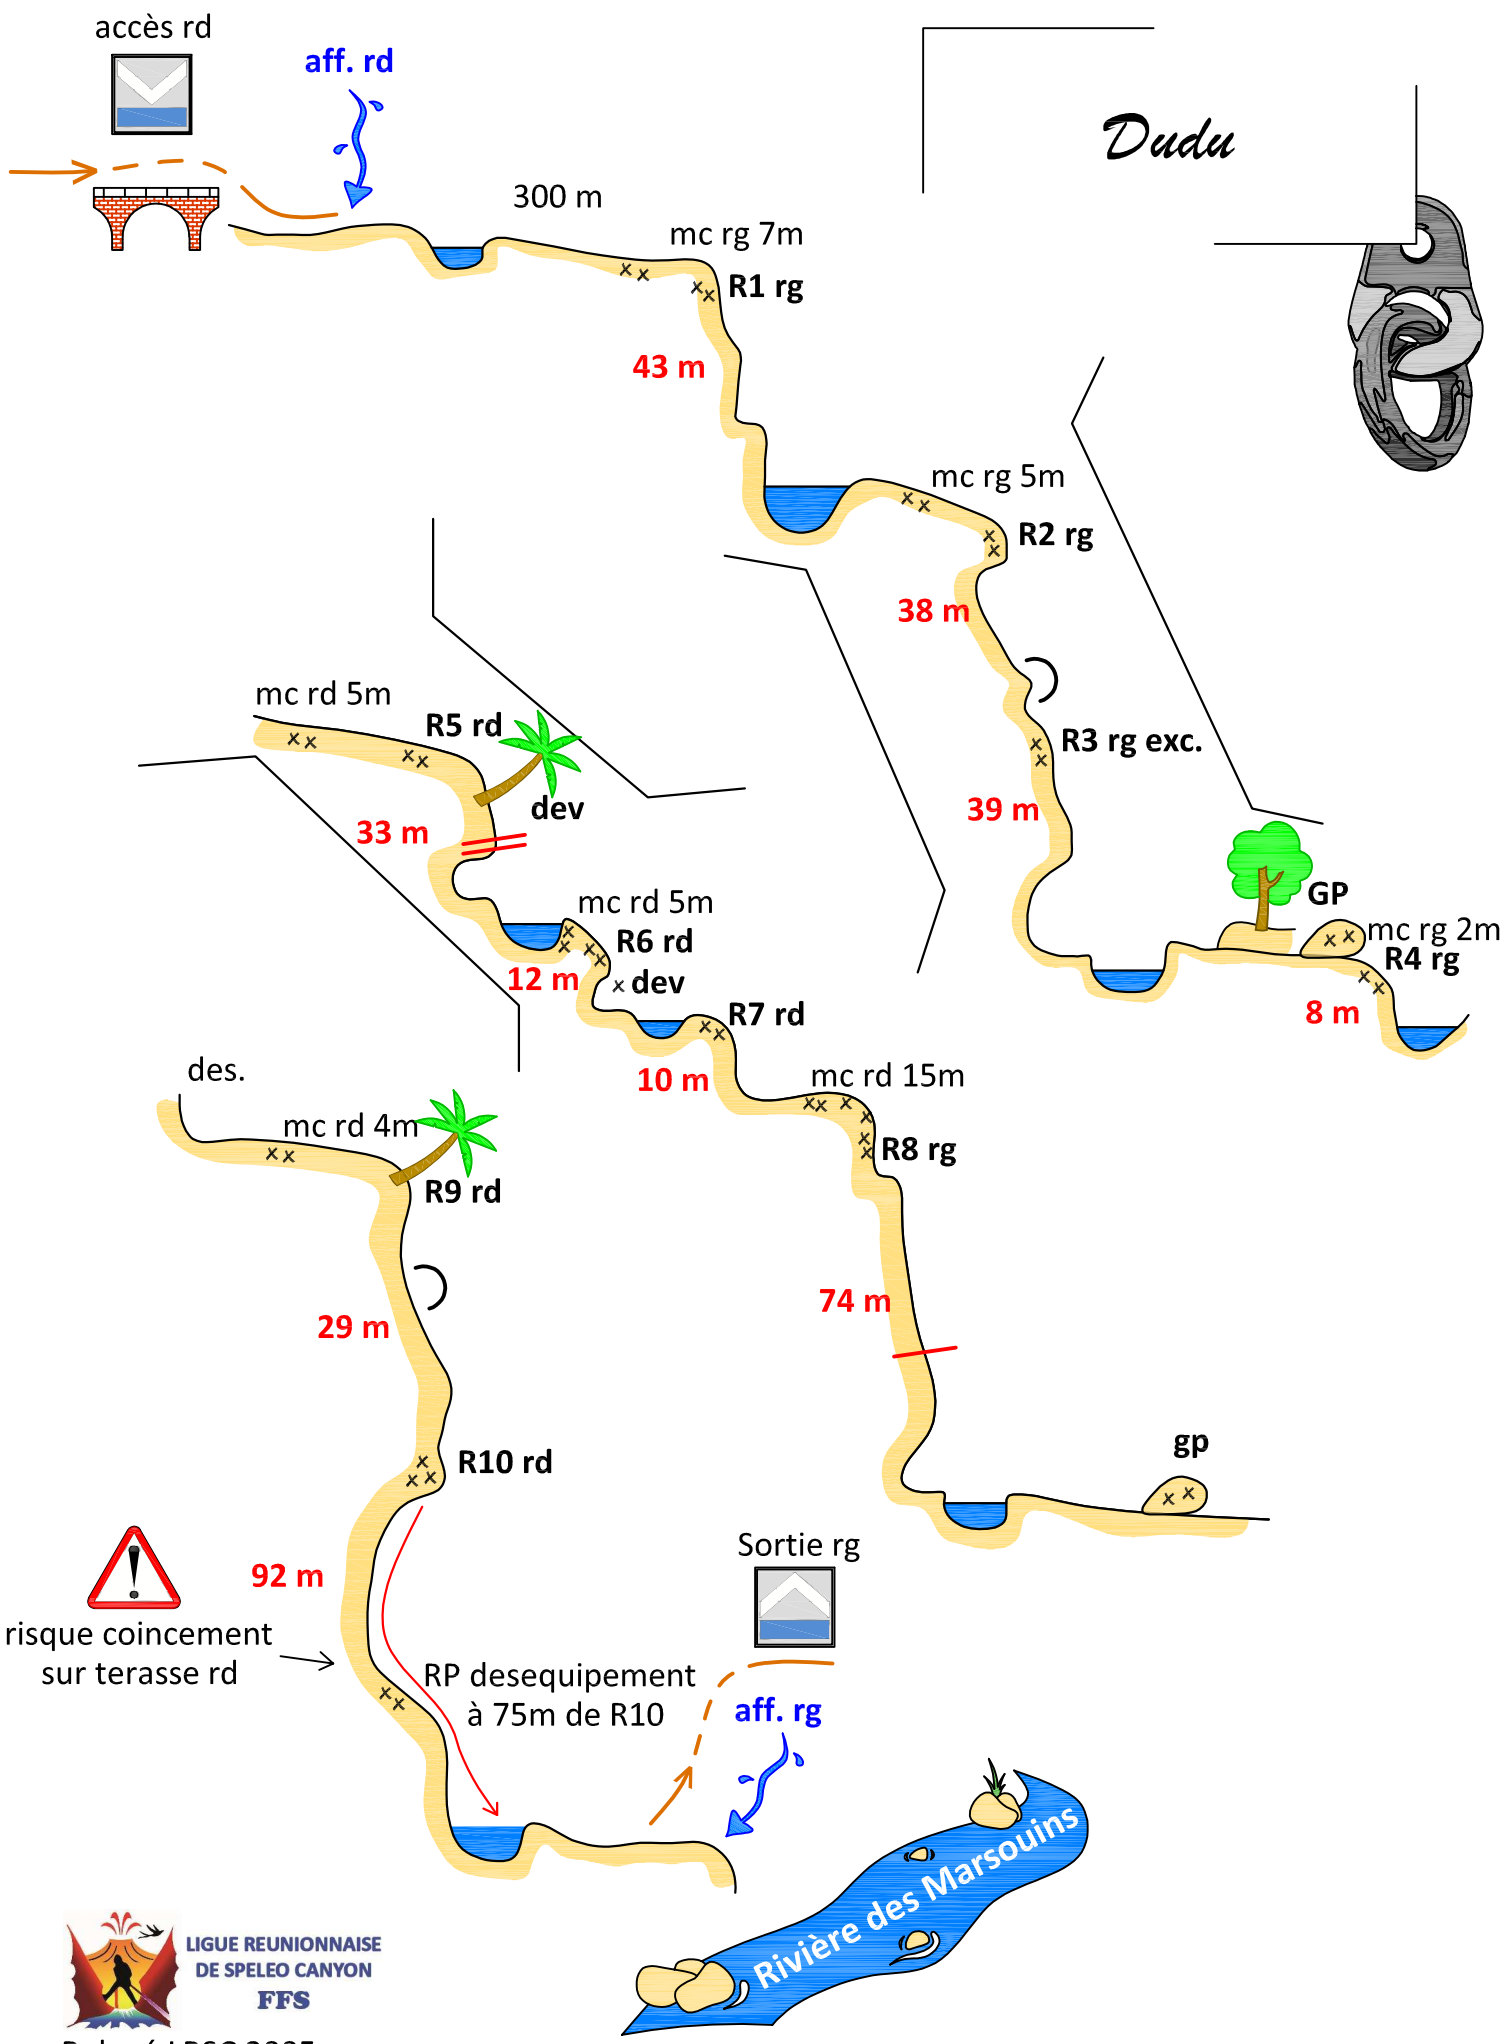 accès rd
aff. rd
Dudu
300 m
mc rg 7m
R1 rg
43 m
mc rg 5m
R2 rg
38 m
R3 rg exc.
39 m
GP
mc rg 2m
R4 rg
8 m
mc rd 5m
R5 rd
dev
33 m
mc rd 5m
R6 rd
12 m
dev
R7 rd
10 m
mc rd 15m
R8 rg
74 m
gp
des.
mc rd 4m
R9 rd
29 m
R10 rd
92 m
risque coincement
sur terasse rd
RP desequipement
à 75m de R10
Sortie rg
aff. rg
Rivière des Marsouins
LIGUE REUNIONNAISE
DE SPELEO CANYON
FFS